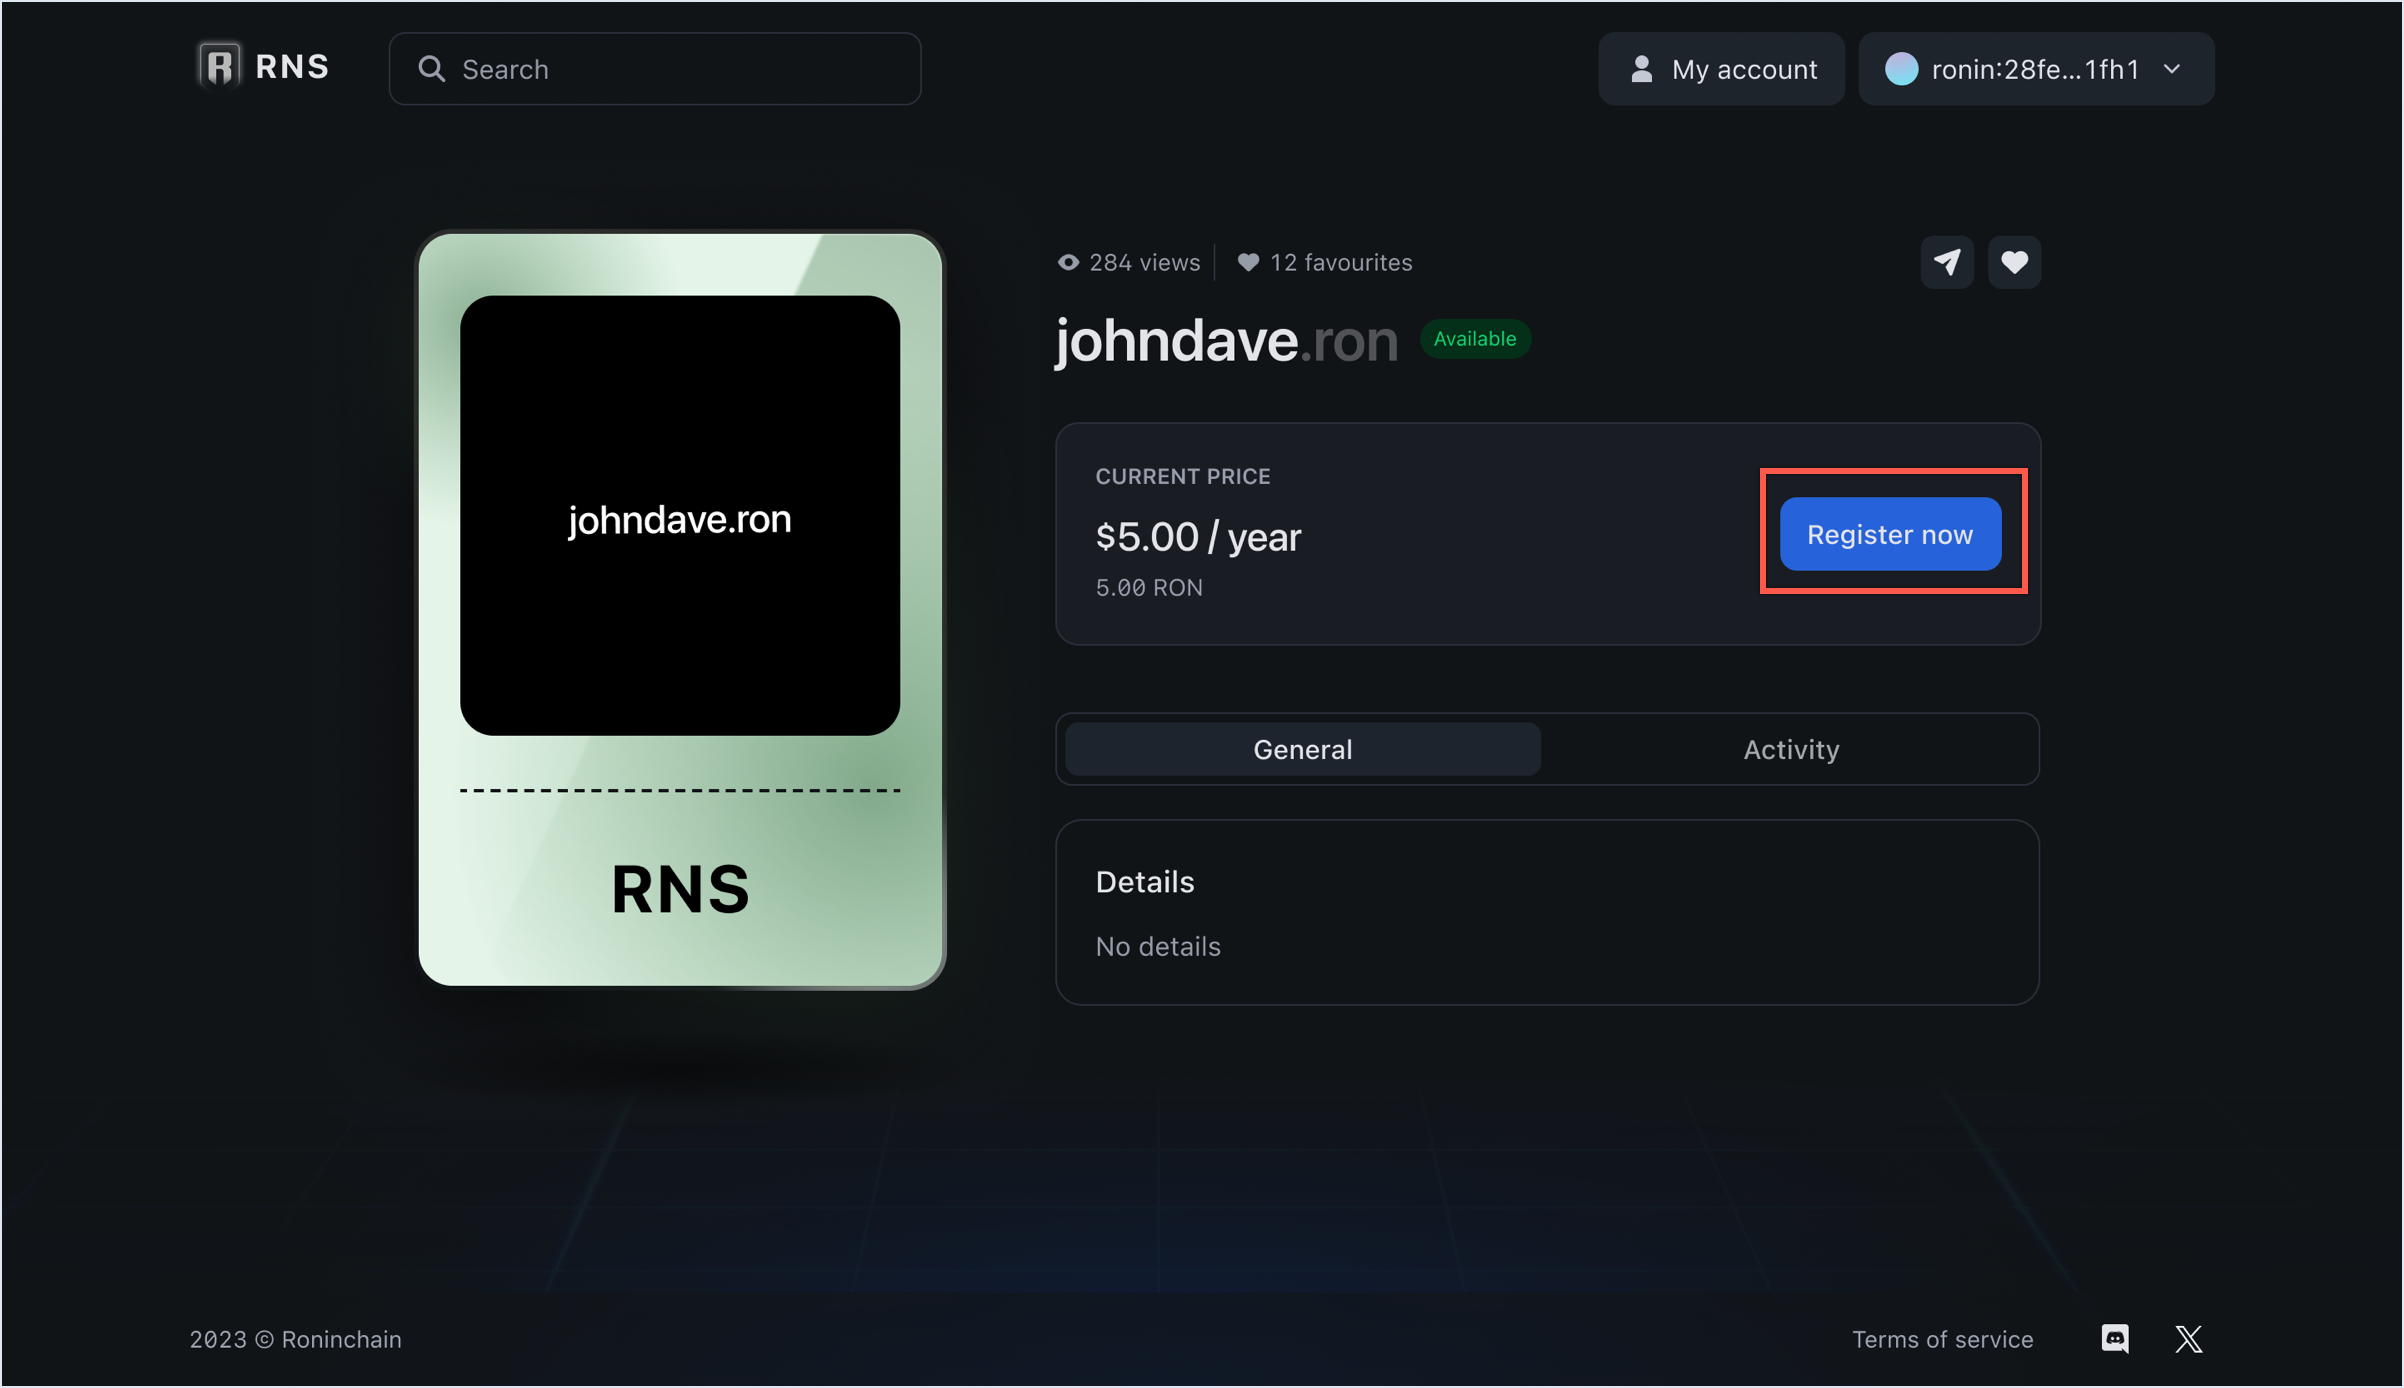 RNS
Search
My account
ronin:28fe...1fh1
johndave.ron
RNS
284 views
12 favourites
johndave.ron
Available
CURRENT PRICE
$5.00 / year
5.00 RON
Register now
General
Activity
Details
No details
2023 © Roninchain
Terms of service